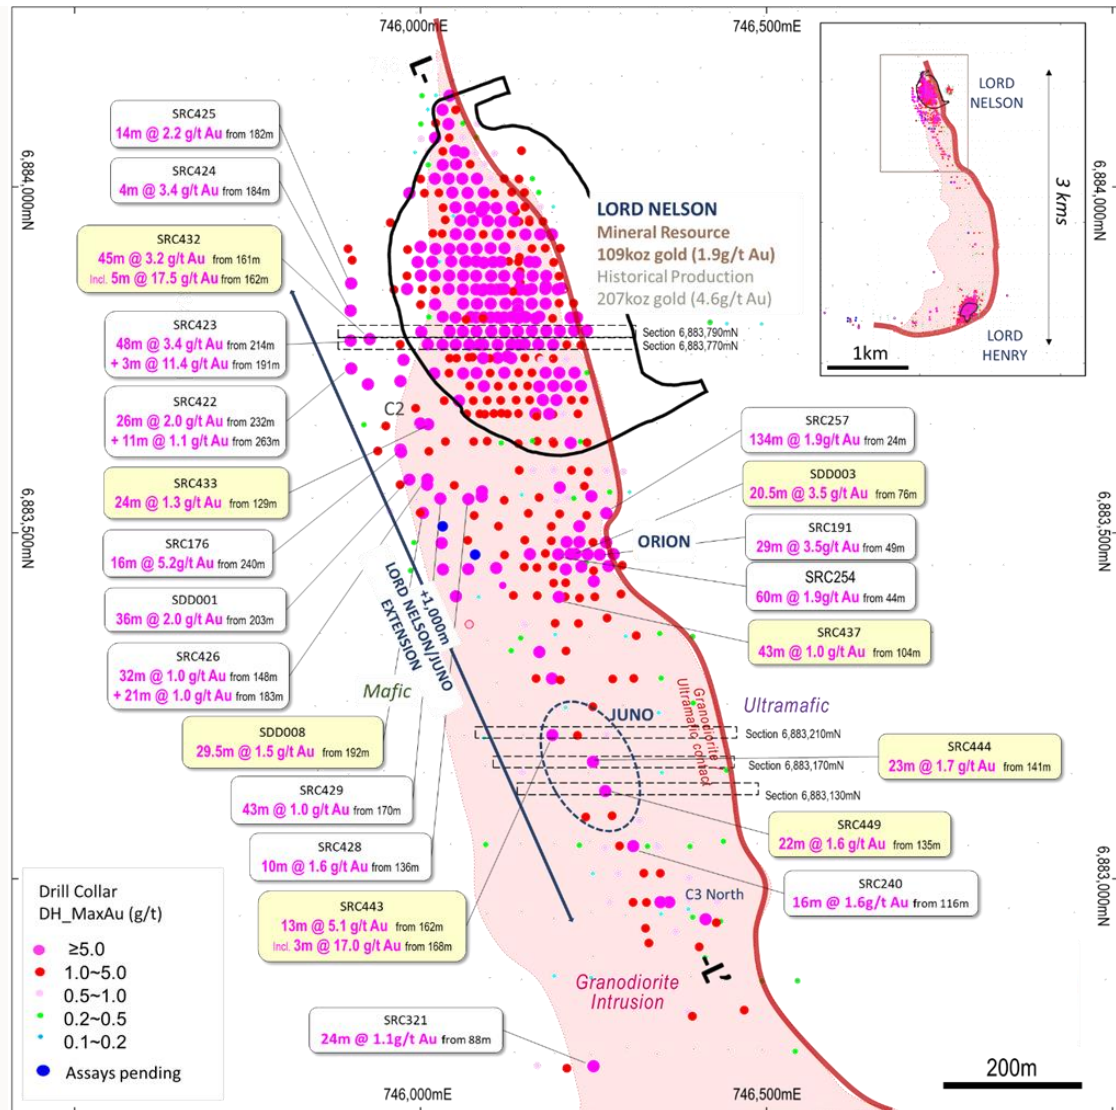 746,000mE
746,500mE
L-
SRC425
14m @ 2.2 g/t Au from 182m
SRC424
4m @ 3.4 g/t Au from 184m
SRC432
45m @ 3.2 g/t Au from 161m
Incl. 5m @ 17.5 g/t Au from 162m
SRC423
48m @ 3.4 g/t Au from 214m
+ 3m @ 11.4 g/t Au from 191m
SRC422
26m @ 2.0 g/t Au from 232m
+ 11m @ 1.1 g/t Au from 263m
SRC433
24m @ 1.3 g/t Au from 129m
SRC176
16m @ 5.2g/t Au from 240m
SDD001
36m @ 2.0 g/t Au from 203m
SRC426
32m @ 1.0 g/t Au from 148m
+ 21m @ 1.0 g/t Au from 183m
SDD008
29.5m @ 1.5 g/t Au from 192m
SRC429
43m @ 1.0 g/t Au from 170m
SRC428
10m @ 1.6 g/t Au from 136m
SRC443
13m @ 5.1 g/t Au from 162m
Incl. 3m @ 17.0 g/t Au from 168m
SRC321
24m @ 1.1g/t Au from 88m
6,884,000mN
6,883,500mN
LORD NELSON
Mineral Resource
109koz gold (1.9g/t Au)
Historical Production
207koz gold (4.6g/t Au)
Section 6,883,790mN
Section 6,883,770mN
C2
LORD
NELSON
3 kms
LORD
HENRY
1km
6,884,000mN
6,883,500mN
6,883,000mN
SRC257
134m @ 1.9g/t Au from 24m
SDD003
20.5m @ 3.5 g/t Au from 76m
SRC191
29m @ 3.5g/t Au from 49m
SRC254
60m @ 1.9g/t Au from 44m
SRC437
43m @ 1.0 g/t Au from 104m
ORION
+1,000m
LORD NELSON/JUNO
EXTENSION
Mafic
JUNO
Granodiorite
Ultramafic contact
Ultramafic
Section 6,883,210mN
Section 6,883,170mN
Section 6,883,130mN
SRC444
23m @ 1.7 g/t Au from 141m
SRC449
22m @ 1.6 g/t Au from 135m
SRC240
16m @ 1.6g/t Au from 116m
C3 North
-L'
Granodiorite
Intrusion
Drill Collar
DH_MaxAu (g/t)
≥5.0
1.0~5.0
0.5~1.0
0.2~0.5
0.1~0.2
Assays pending
200m
746,000mE
746,500mE